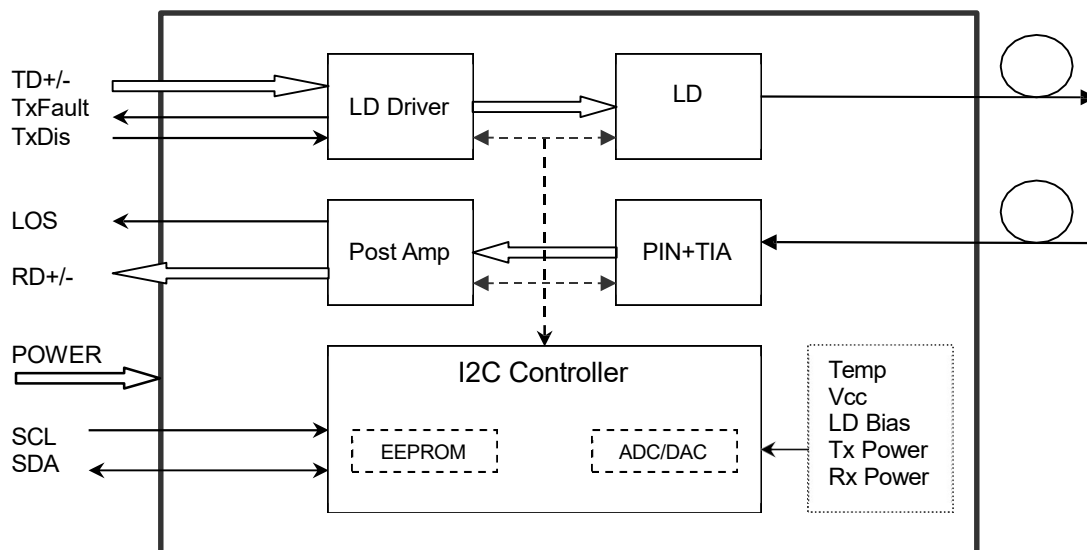 TD+/-
TxFault
TxDis
LD Driver
LD
LOS
RD+/-
Post Amp
PIN+TIA
POWER
SCL
SDA
I2C Controller
EEPROM
ADC/DAC
Temp
Vcc
LD Bias
Tx Power
Rx Power